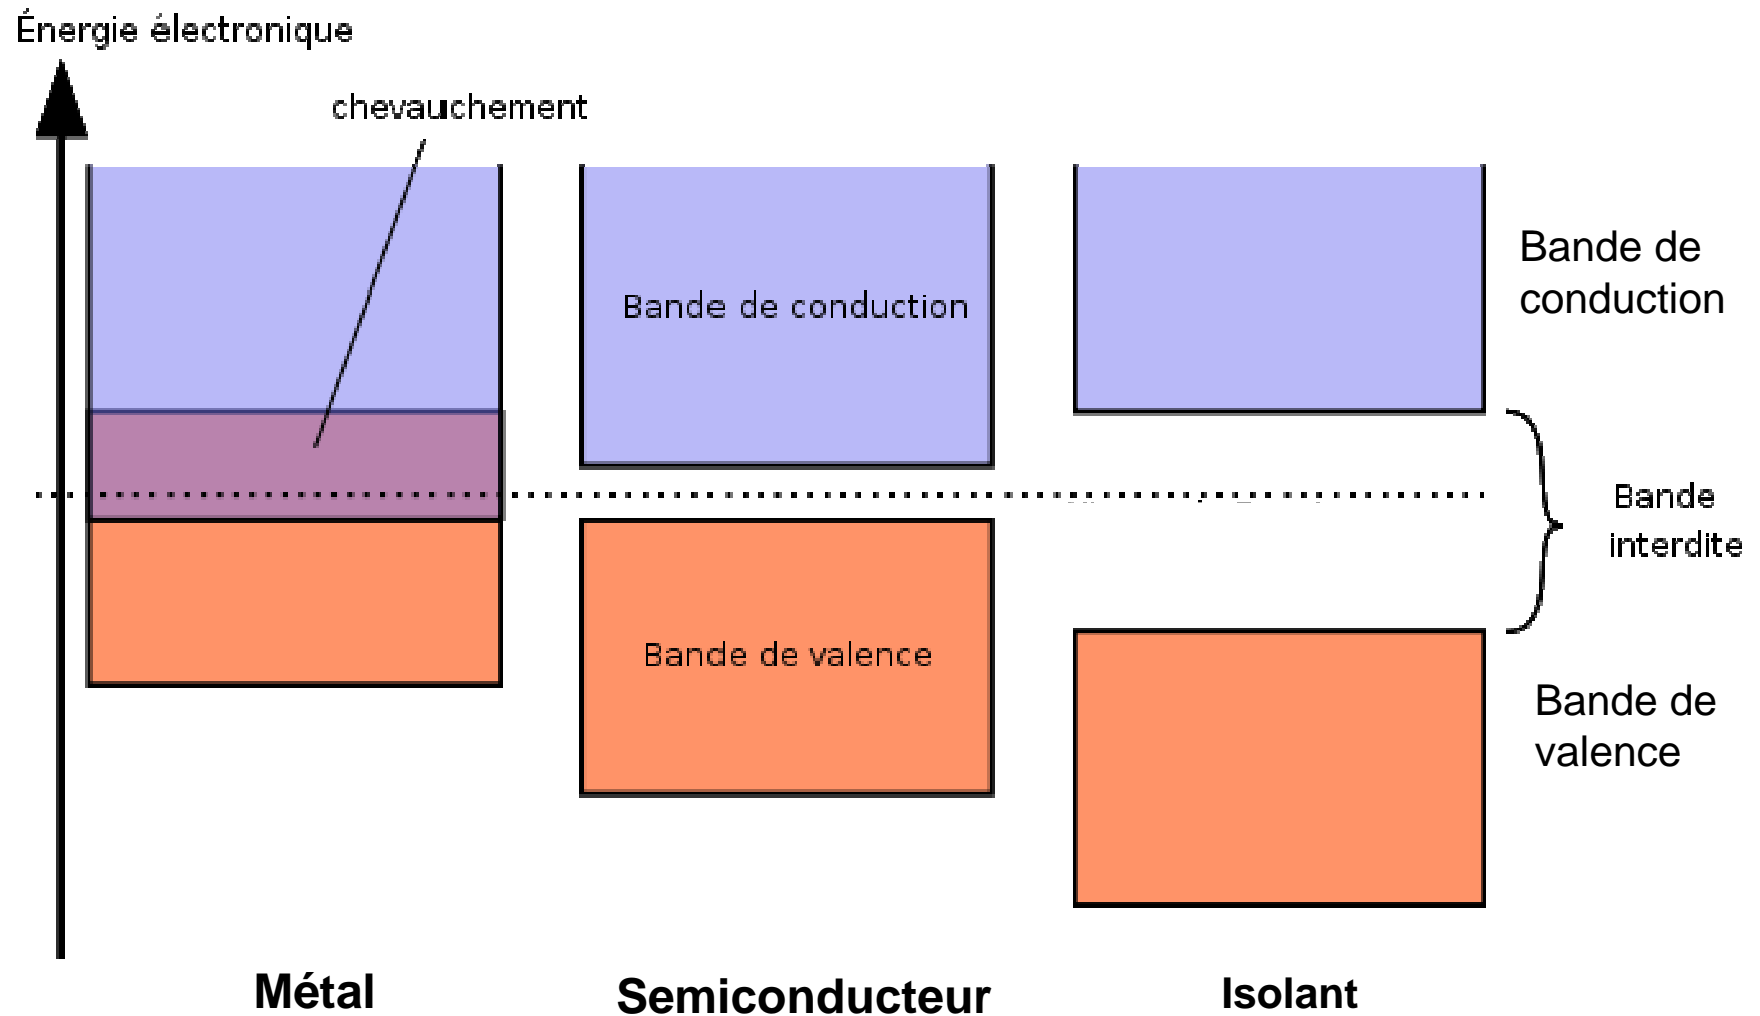 Énergie électronique
chevauchement
Bande de conduction
Bande de
conduction
Bande
interdite
Bande de valence
Bande de
valence
Métal
Semiconducteur
Isolant